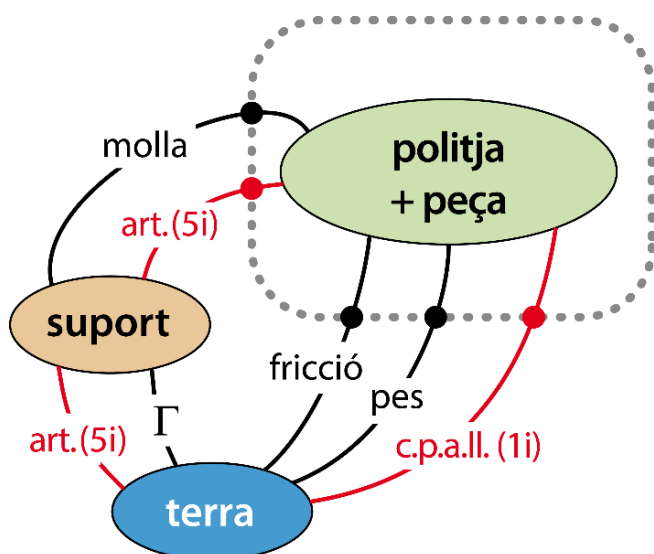 molla
politja
+ peça
art.(5i)
suport
fricció
pes
Γ
art.(5i)
c.p.a.ll. (1i)
terra